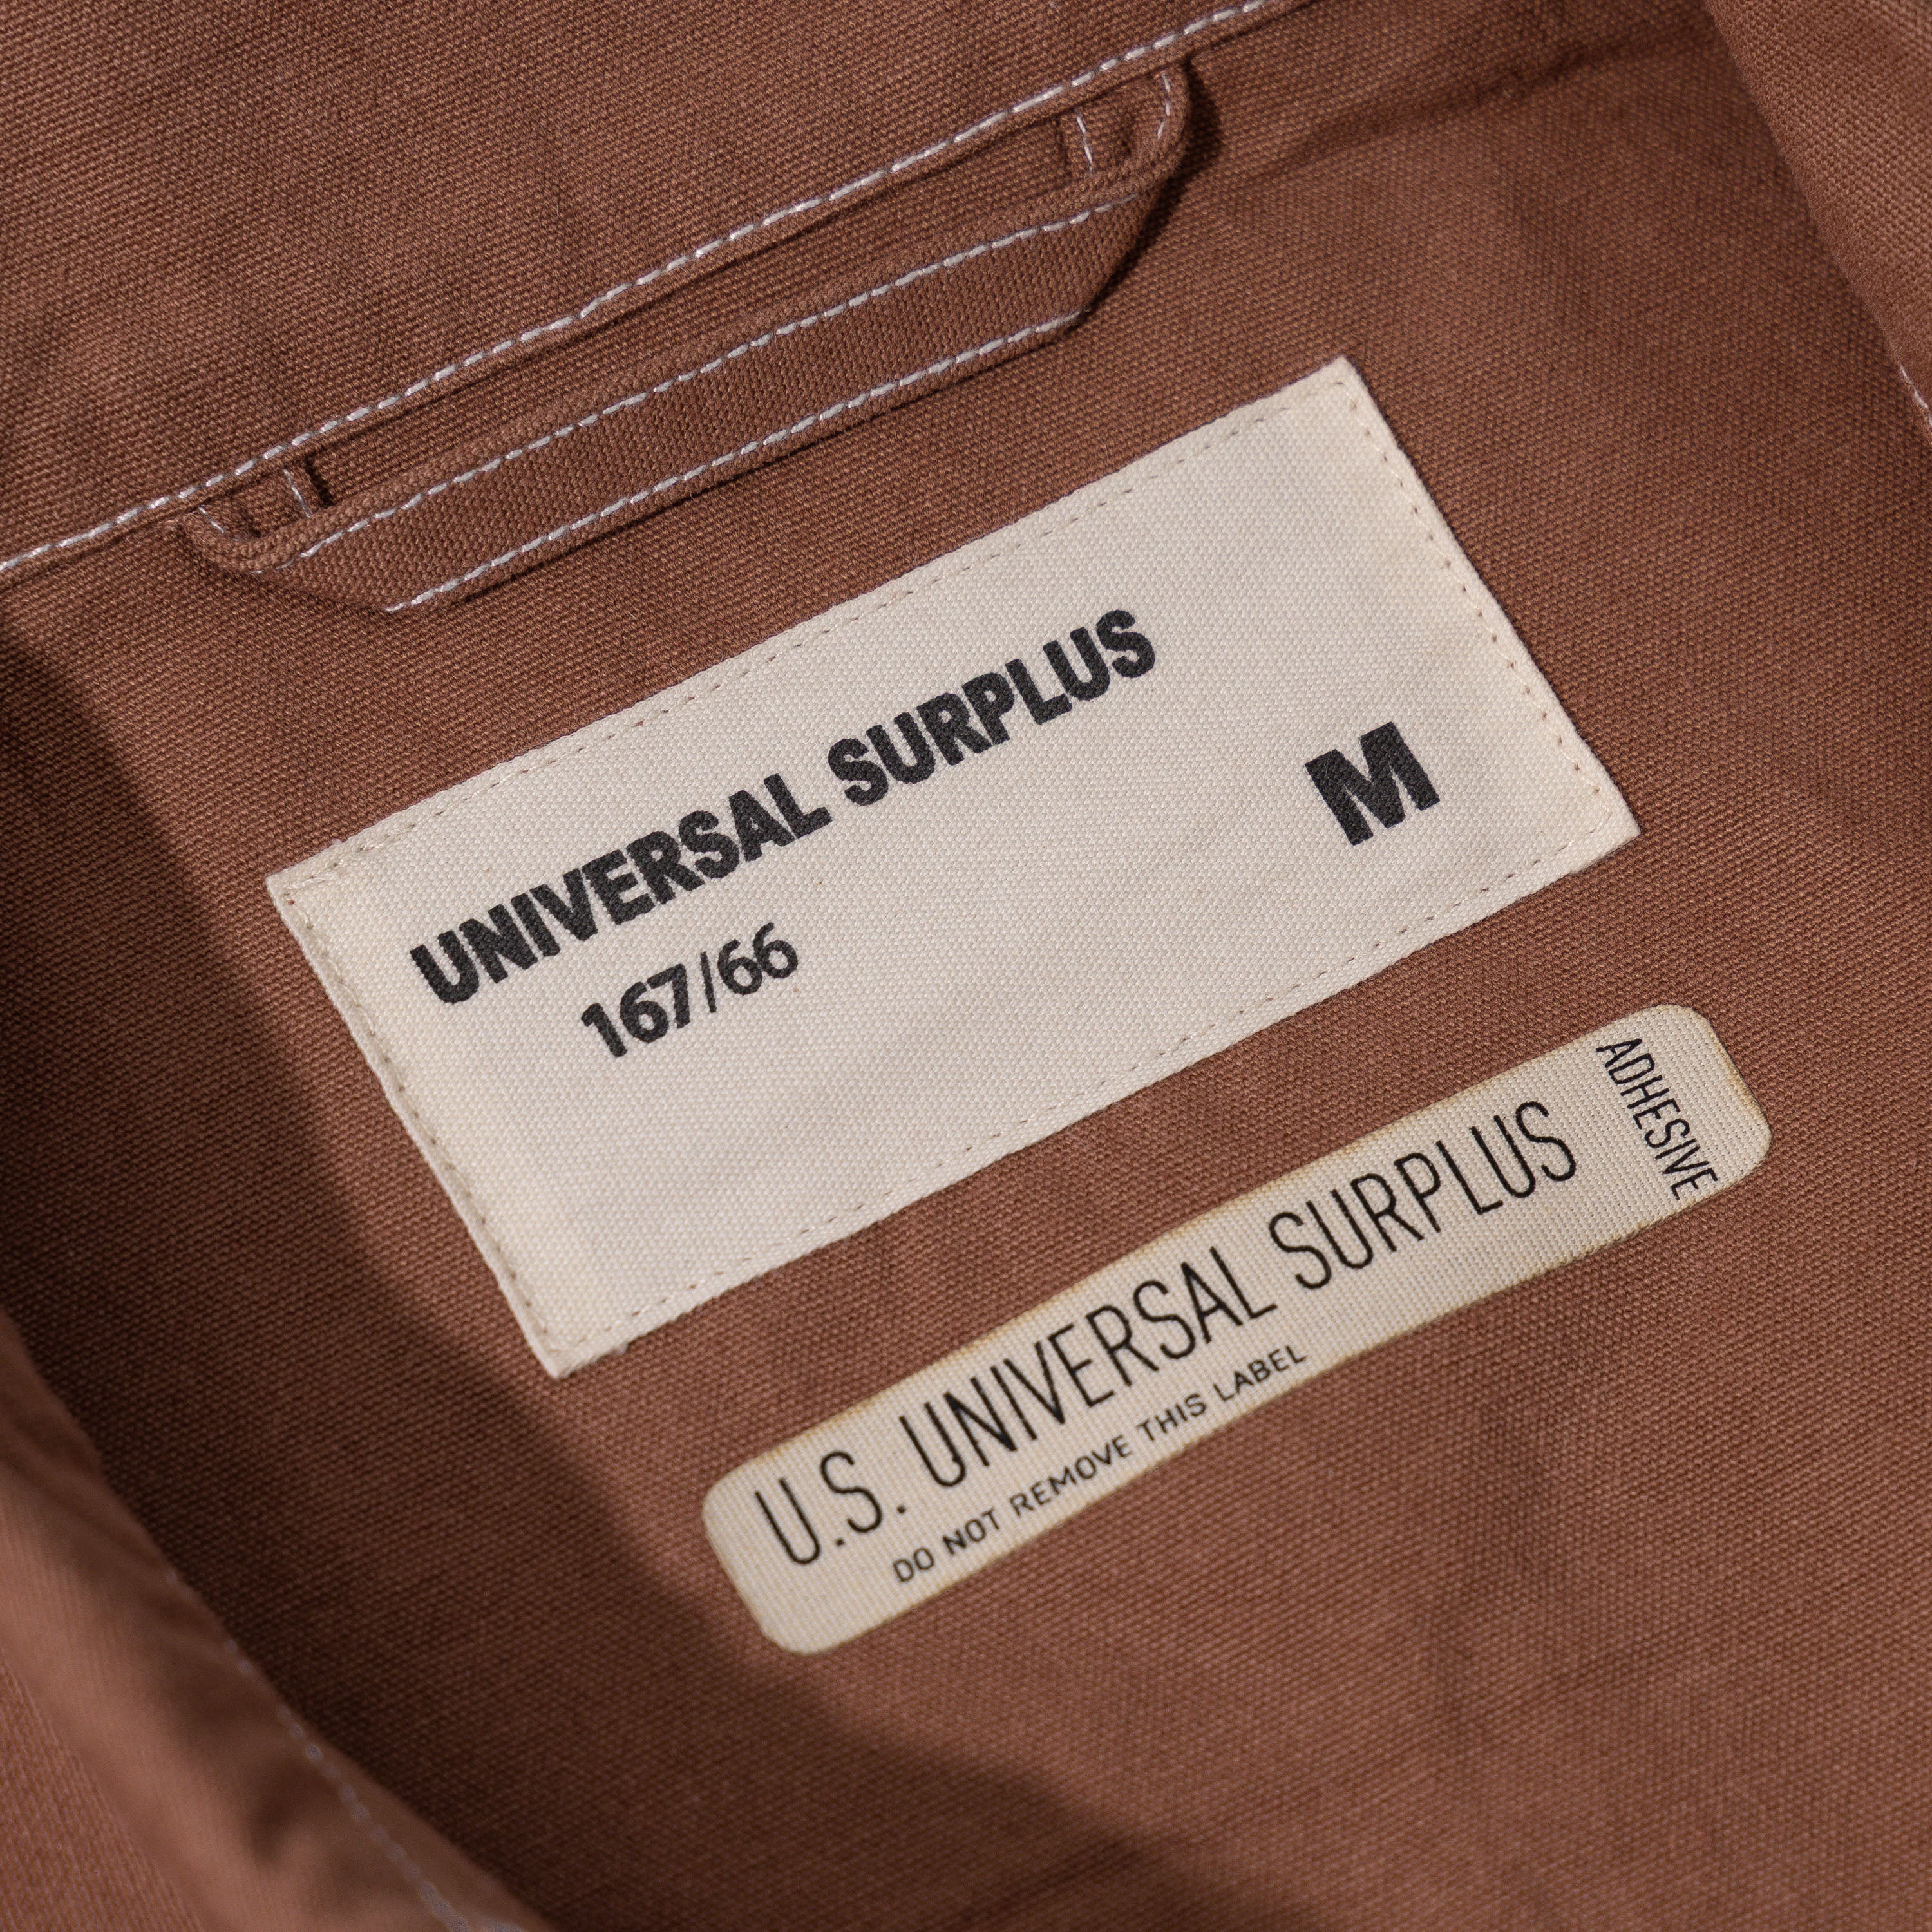 UNIVERSAL SURPLUS
167/66
M
U.S. UNIVERSAL SURPLUS
DO NOT REMOVE THIS LABEL
ADHESIVE